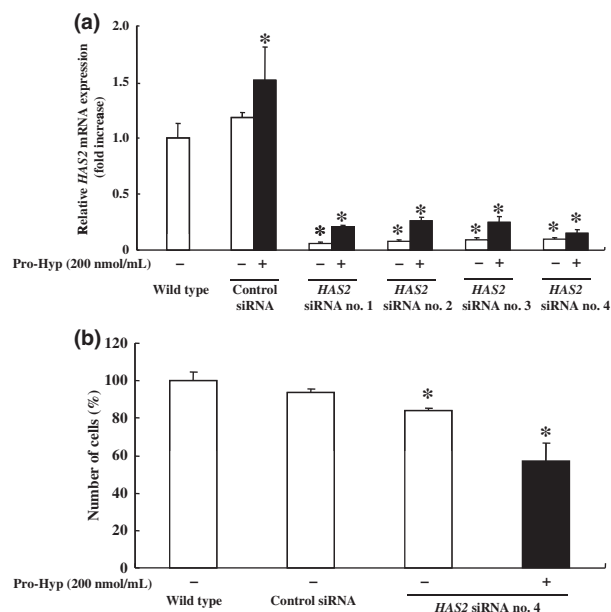 (a)
Relative HAS2 mRNA expression
(fold increase)
2.0
1.5
1.0
0.5
0
* * * * * * * * *
Pro-Hyp (200 nmol/mL) – – + – + – + – + – +
Wild type Control siRNA HAS2 siRNA no. 1 HAS2 siRNA no. 2 HAS2 siRNA no. 3 HAS2 siRNA no. 4
(b)
Number of cells (%)
120
100
80
60
40
20
0
* *
Pro-Hyp (200 nmol/mL) – – – +
Wild type Control siRNA HAS2 siRNA no. 4